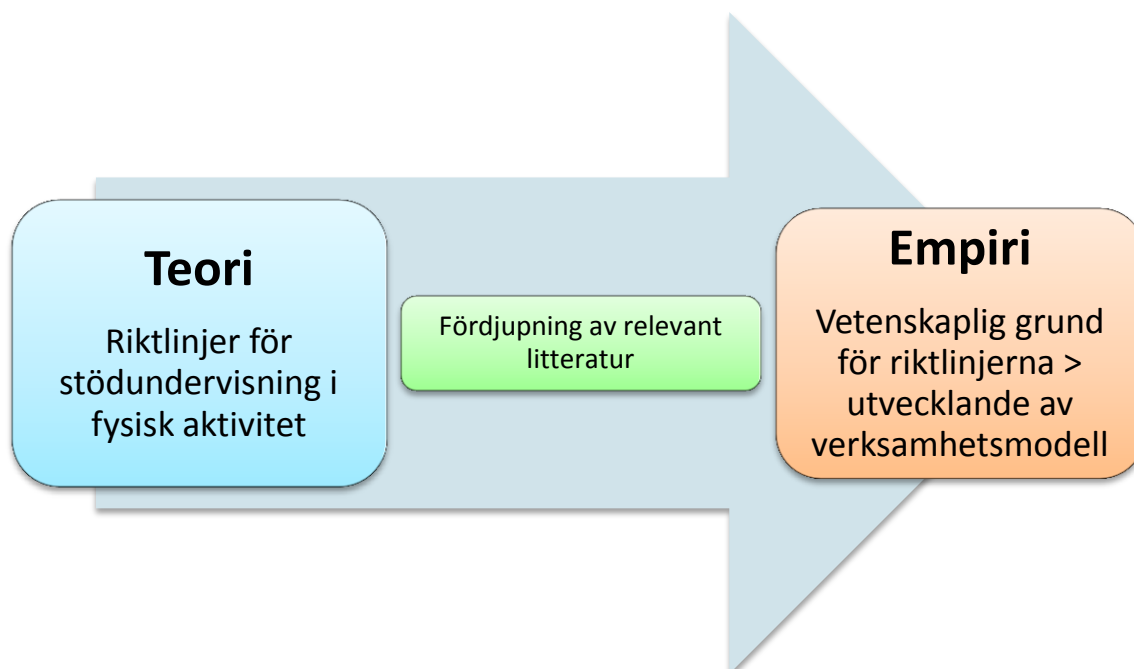 Teori
Riktlinjer för
stödundervisning i
fysisk aktivitet
Fördjupning av relevant
litteratur
Empiri
Vetenskaplig grund
för riktlinjerna >
utvecklande av
verksamhetsmodell